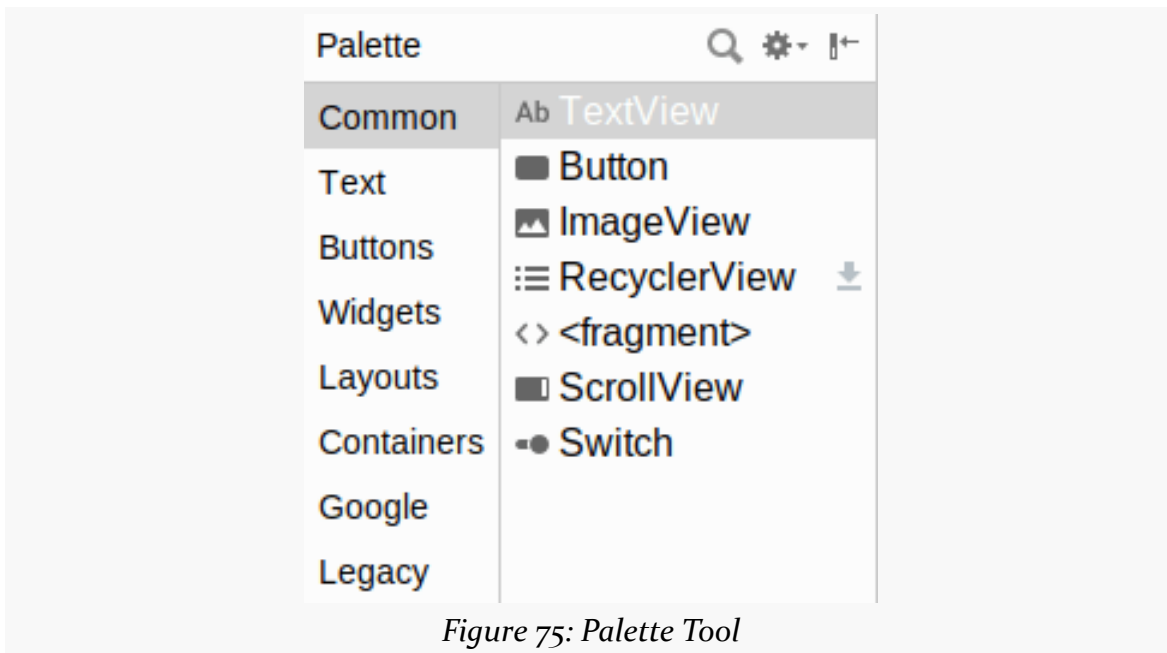 Palette
Common
Text
Buttons
Widgets
Layouts
Containers
Google
Legacy
Ab TextView
Button
ImageView
RecyclerView
<fragment>
ScrollView
Switch
Figure 75: Palette Tool